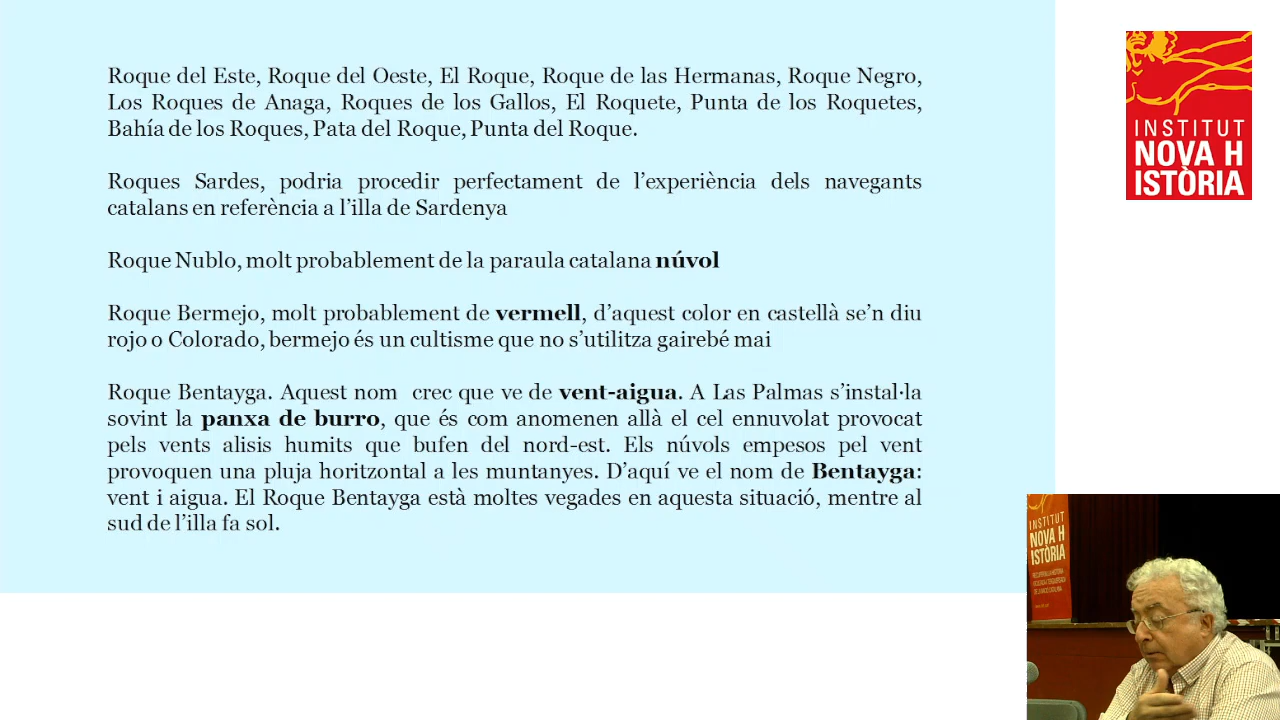 Roque del Este, Roque del Oeste, El Roque, Roque de las Hermanas, Roque Negro,
Los Roques de Anaga, Roques de los Gallos, El Roquete, Punta de los Roquetes,
Bahía de los Roques, Pata del Roque, Punta del Roque.
Roques Sardes, podria procedir perfectament de l’experiència dels navegants
catalans en referència a l’illa de Sardenya
Roque Nublo, molt probablement de la paraula catalana núvol
Roque Bermejo, molt probablement de vermell, d’aquest color en castellà se’n diu
rojo o Colorado, bermejo és un cultisme que no s’utilitza gairebé mai
Roque Bentayga. Aquest nom crec que ve de vent-aigua. A Las Palmas s’instal·la
sovint la panxa de burro, que és com anomenen allà el cel ennuvolat provocat
pels vents alisis humits que bufen del nord-est. Els núvols empesos pel vent
provoquen una pluja horitzontal a les muntanyes. D’aquí ve el nom de Bentayga:
vent i aigua. El Roque Bentayga està moltes vegades en aquesta situació, mentre al
sud de l’illa fa sol.
INSTITUT
NOVA H
ISTÒRIA
INSTITUT
NOVA H
ISTÒRIA